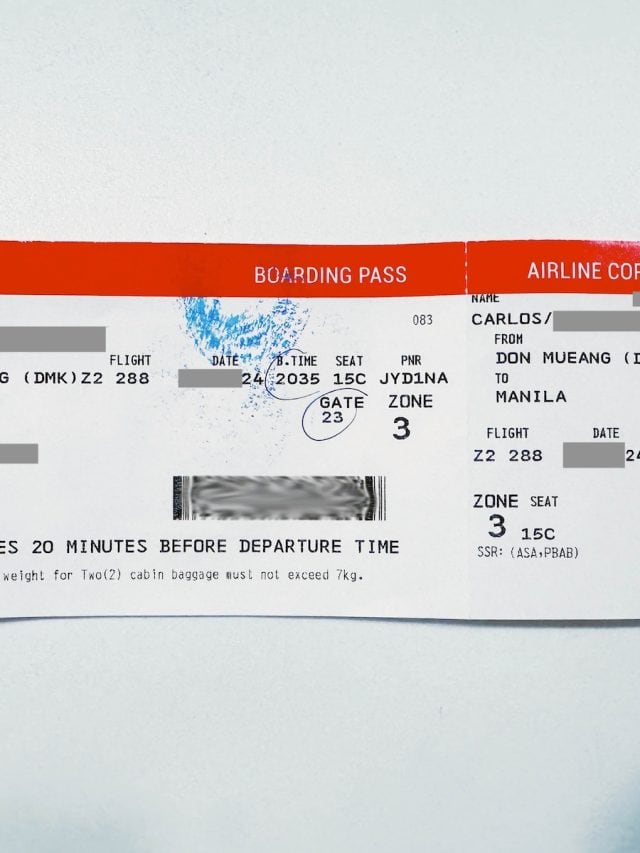 BOARDING PASS
083
FLIGHT DATE B.TIME SEAT PNR
G (DMK)Z2 288 24 2035 15C JYD1NA
GATE ZONE
23 3
ES 20 MINUTES BEFORE DEPARTURE TIME
weight for Two(2) cabin baggage must not exceed 7kg.
AIRLINE COP
NAME
CARLOS/
FROM
DON MUEANG (D
TO
MANILA
FLIGHT DATE
Z2 288 24
ZONE SEAT
3 15C
SSR: (ASA,PBAB)